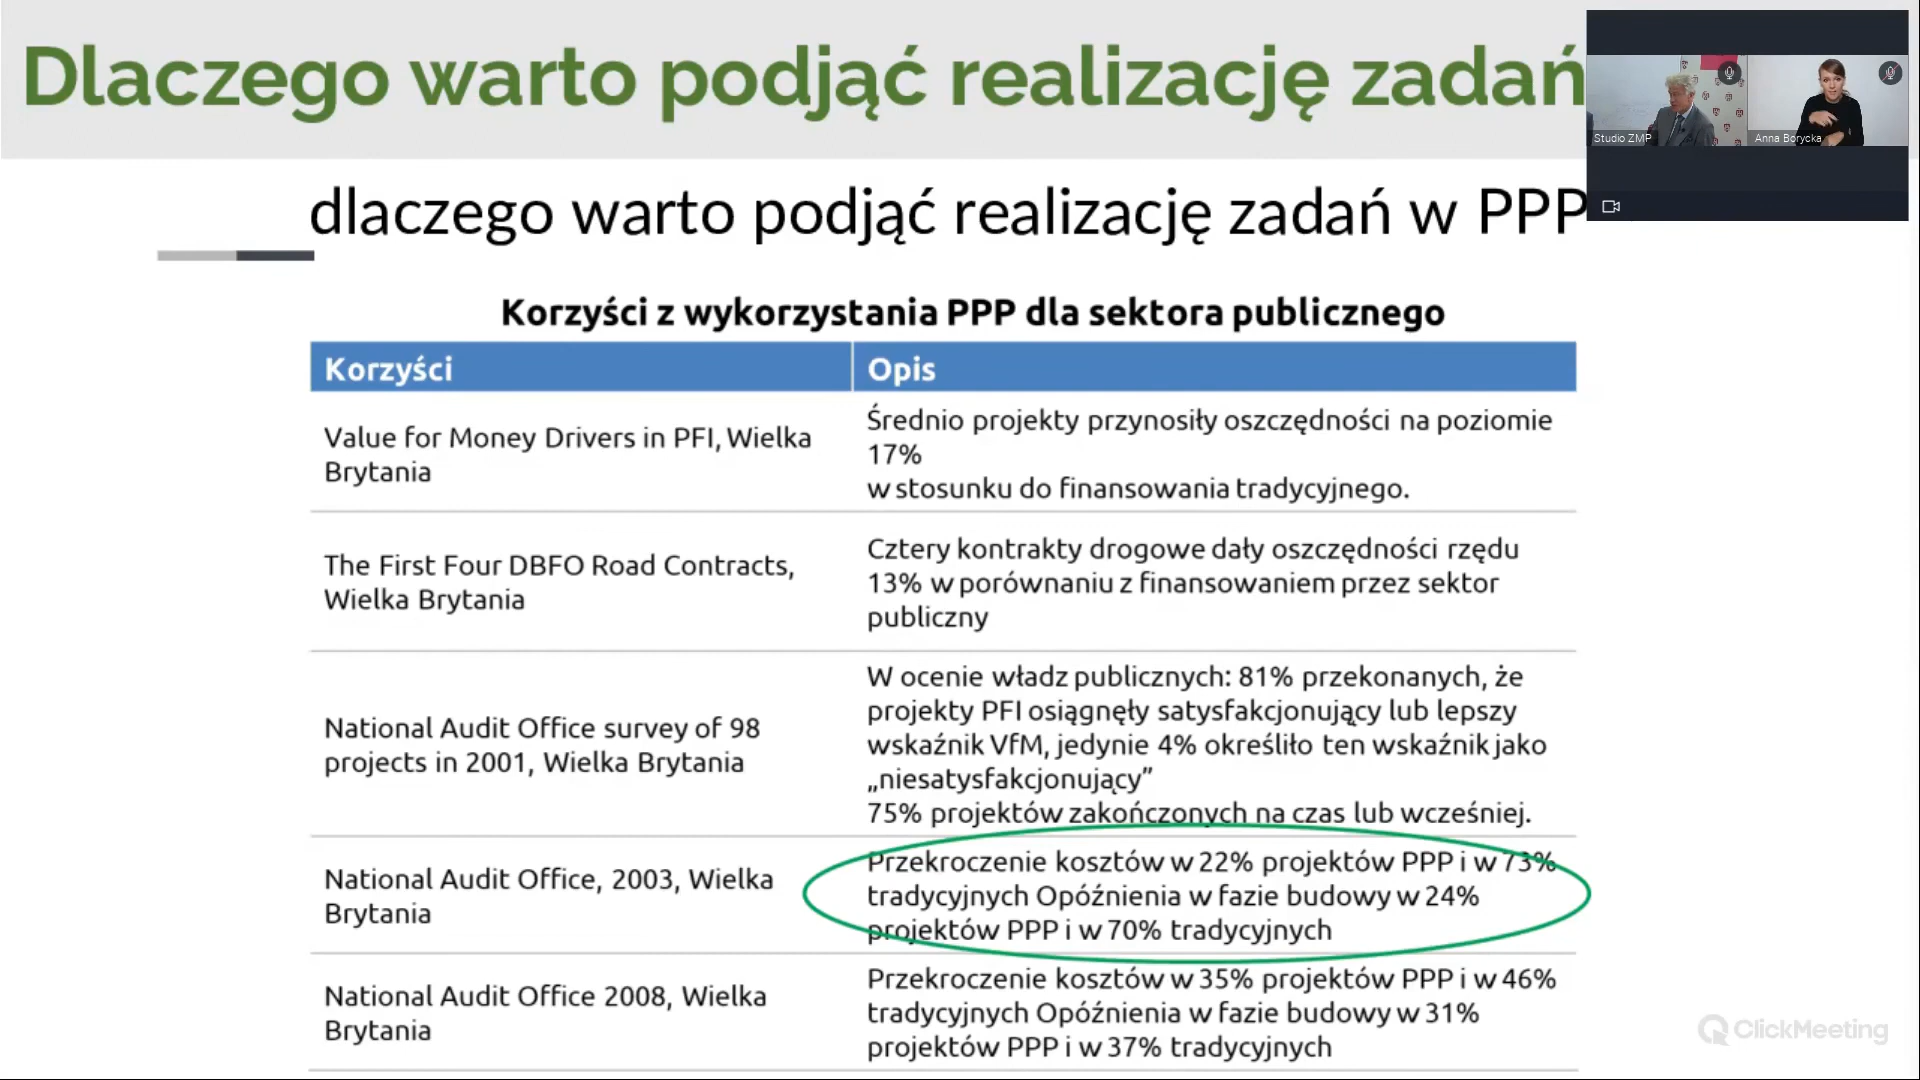 Dlaczego warto podjąć realizację zadań
Studio ZMP
Anna Borycka
dlaczego warto podjąć realizację zadań w PPP
Korzyści z wykorzystania PPP dla sektora publicznego
Korzyści
Opis
Value for Money Drivers in PFI, Wielka
Brytania
Średnio projekty przynosiły oszczędności na poziomie
17%
w stosunku do finansowania tradycyjnego.
The First Four DBFO Road Contracts,
Wielka Brytania
Cztery kontrakty drogowe dały oszczędności rzędu
13% w porównaniu z finansowaniem przez sektor
publiczny
National Audit Office survey of 98
projects in 2001, Wielka Brytania
W ocenie władz publicznych: 81% przekonanych, że
projekty PFI osiągnęły satysfakcjonujący lub lepszy
wskaźnik VfM, jedynie 4% określiło ten wskaźnik jako
„niesatysfakcjonujący”
75% projektów zakończonych na czas lub wcześniej.
National Audit Office, 2003, Wielka
Brytania
Przekroczenie kosztów w 22% projektów PPP i w 73%
tradycyjnych Opóźnienia w fazie budowy w 24%
projektów PPP i w 70% tradycyjnych
National Audit Office 2008, Wielka
Brytania
Przekroczenie kosztów w 35% projektów PPP i w 46%
tradycyjnych Opóźnienia w fazie budowy w 31%
projektów PPP i w 37% tradycyjnych
ClickMeeting